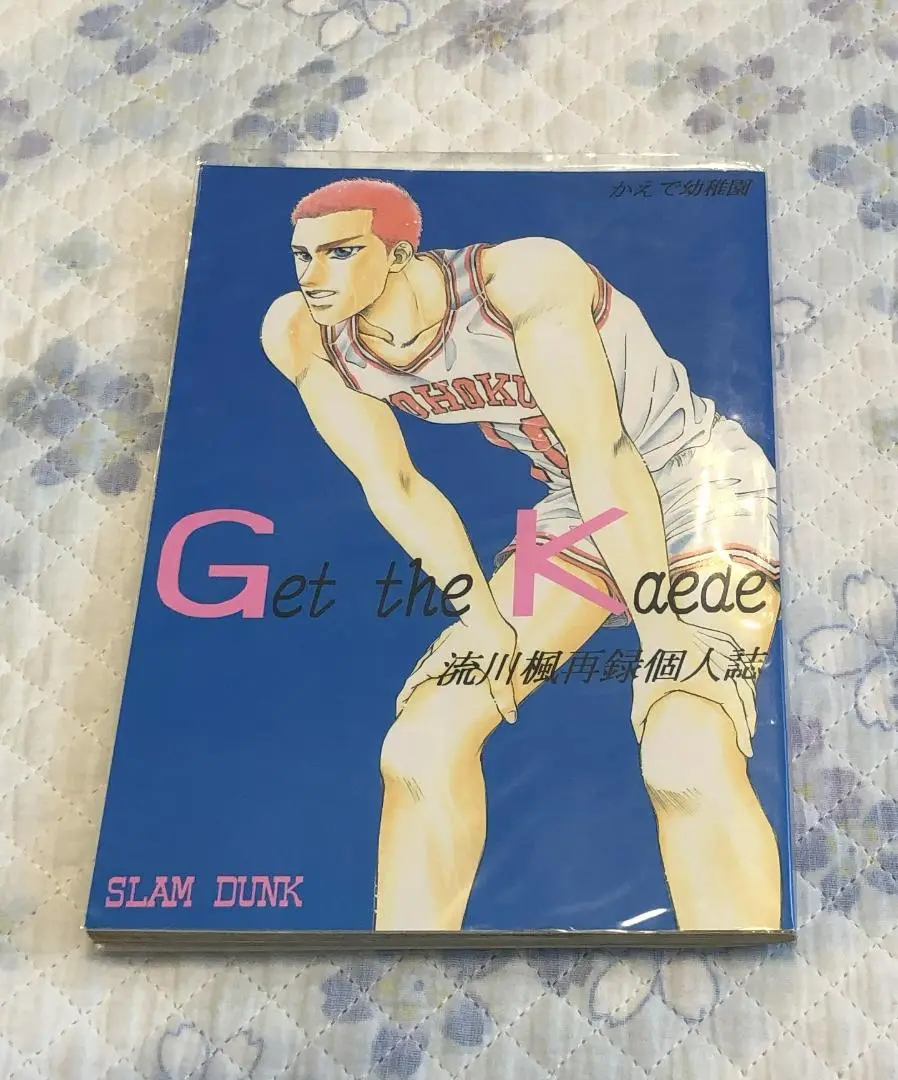 かえで幼稚園
SHOHOKU
10
Get the Kaede
流川楓再録個人誌
SLAM DUNK